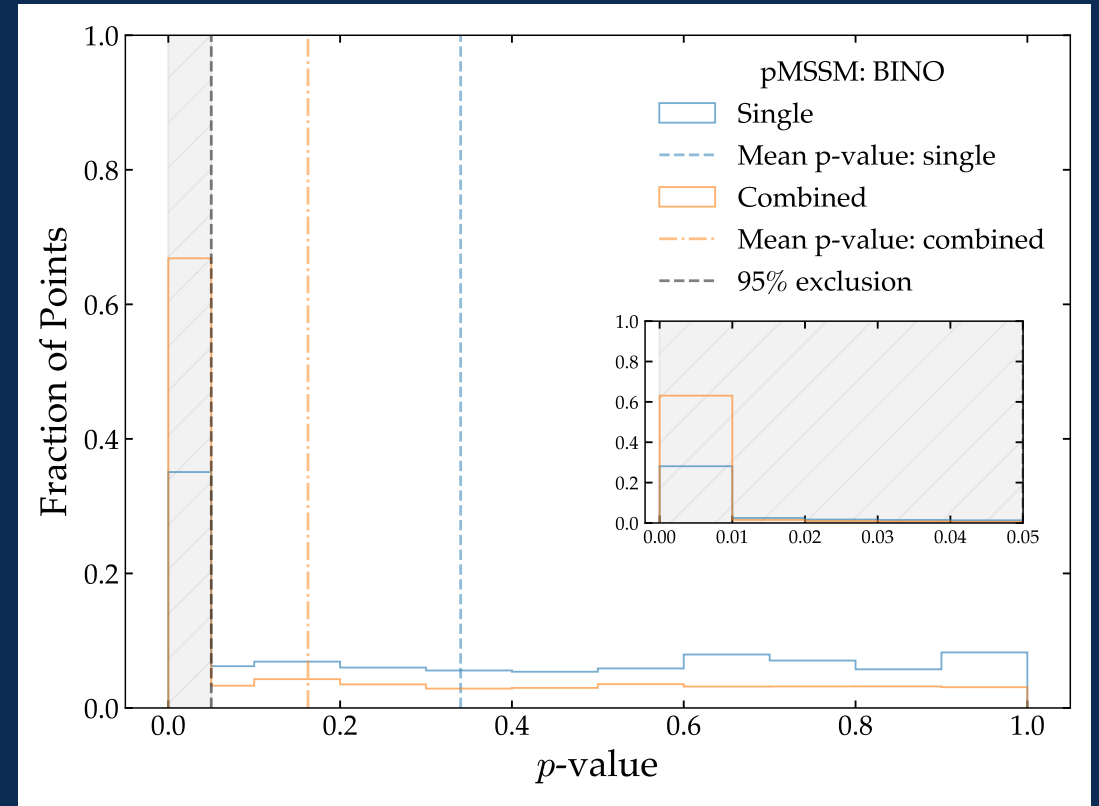 1.0
0.8
0.6
0.4
0.2
0.0
Fraction of Points
0.0 0.2 0.4 0.6 0.8 1.0
p-value
pMSSM: BINO
Single
Mean p-value: single
Combined
Mean p-value: combined
95% exclusion
1.0
0.8
0.6
0.4
0.2
0.0
0.00 0.01 0.02 0.03 0.04 0.05